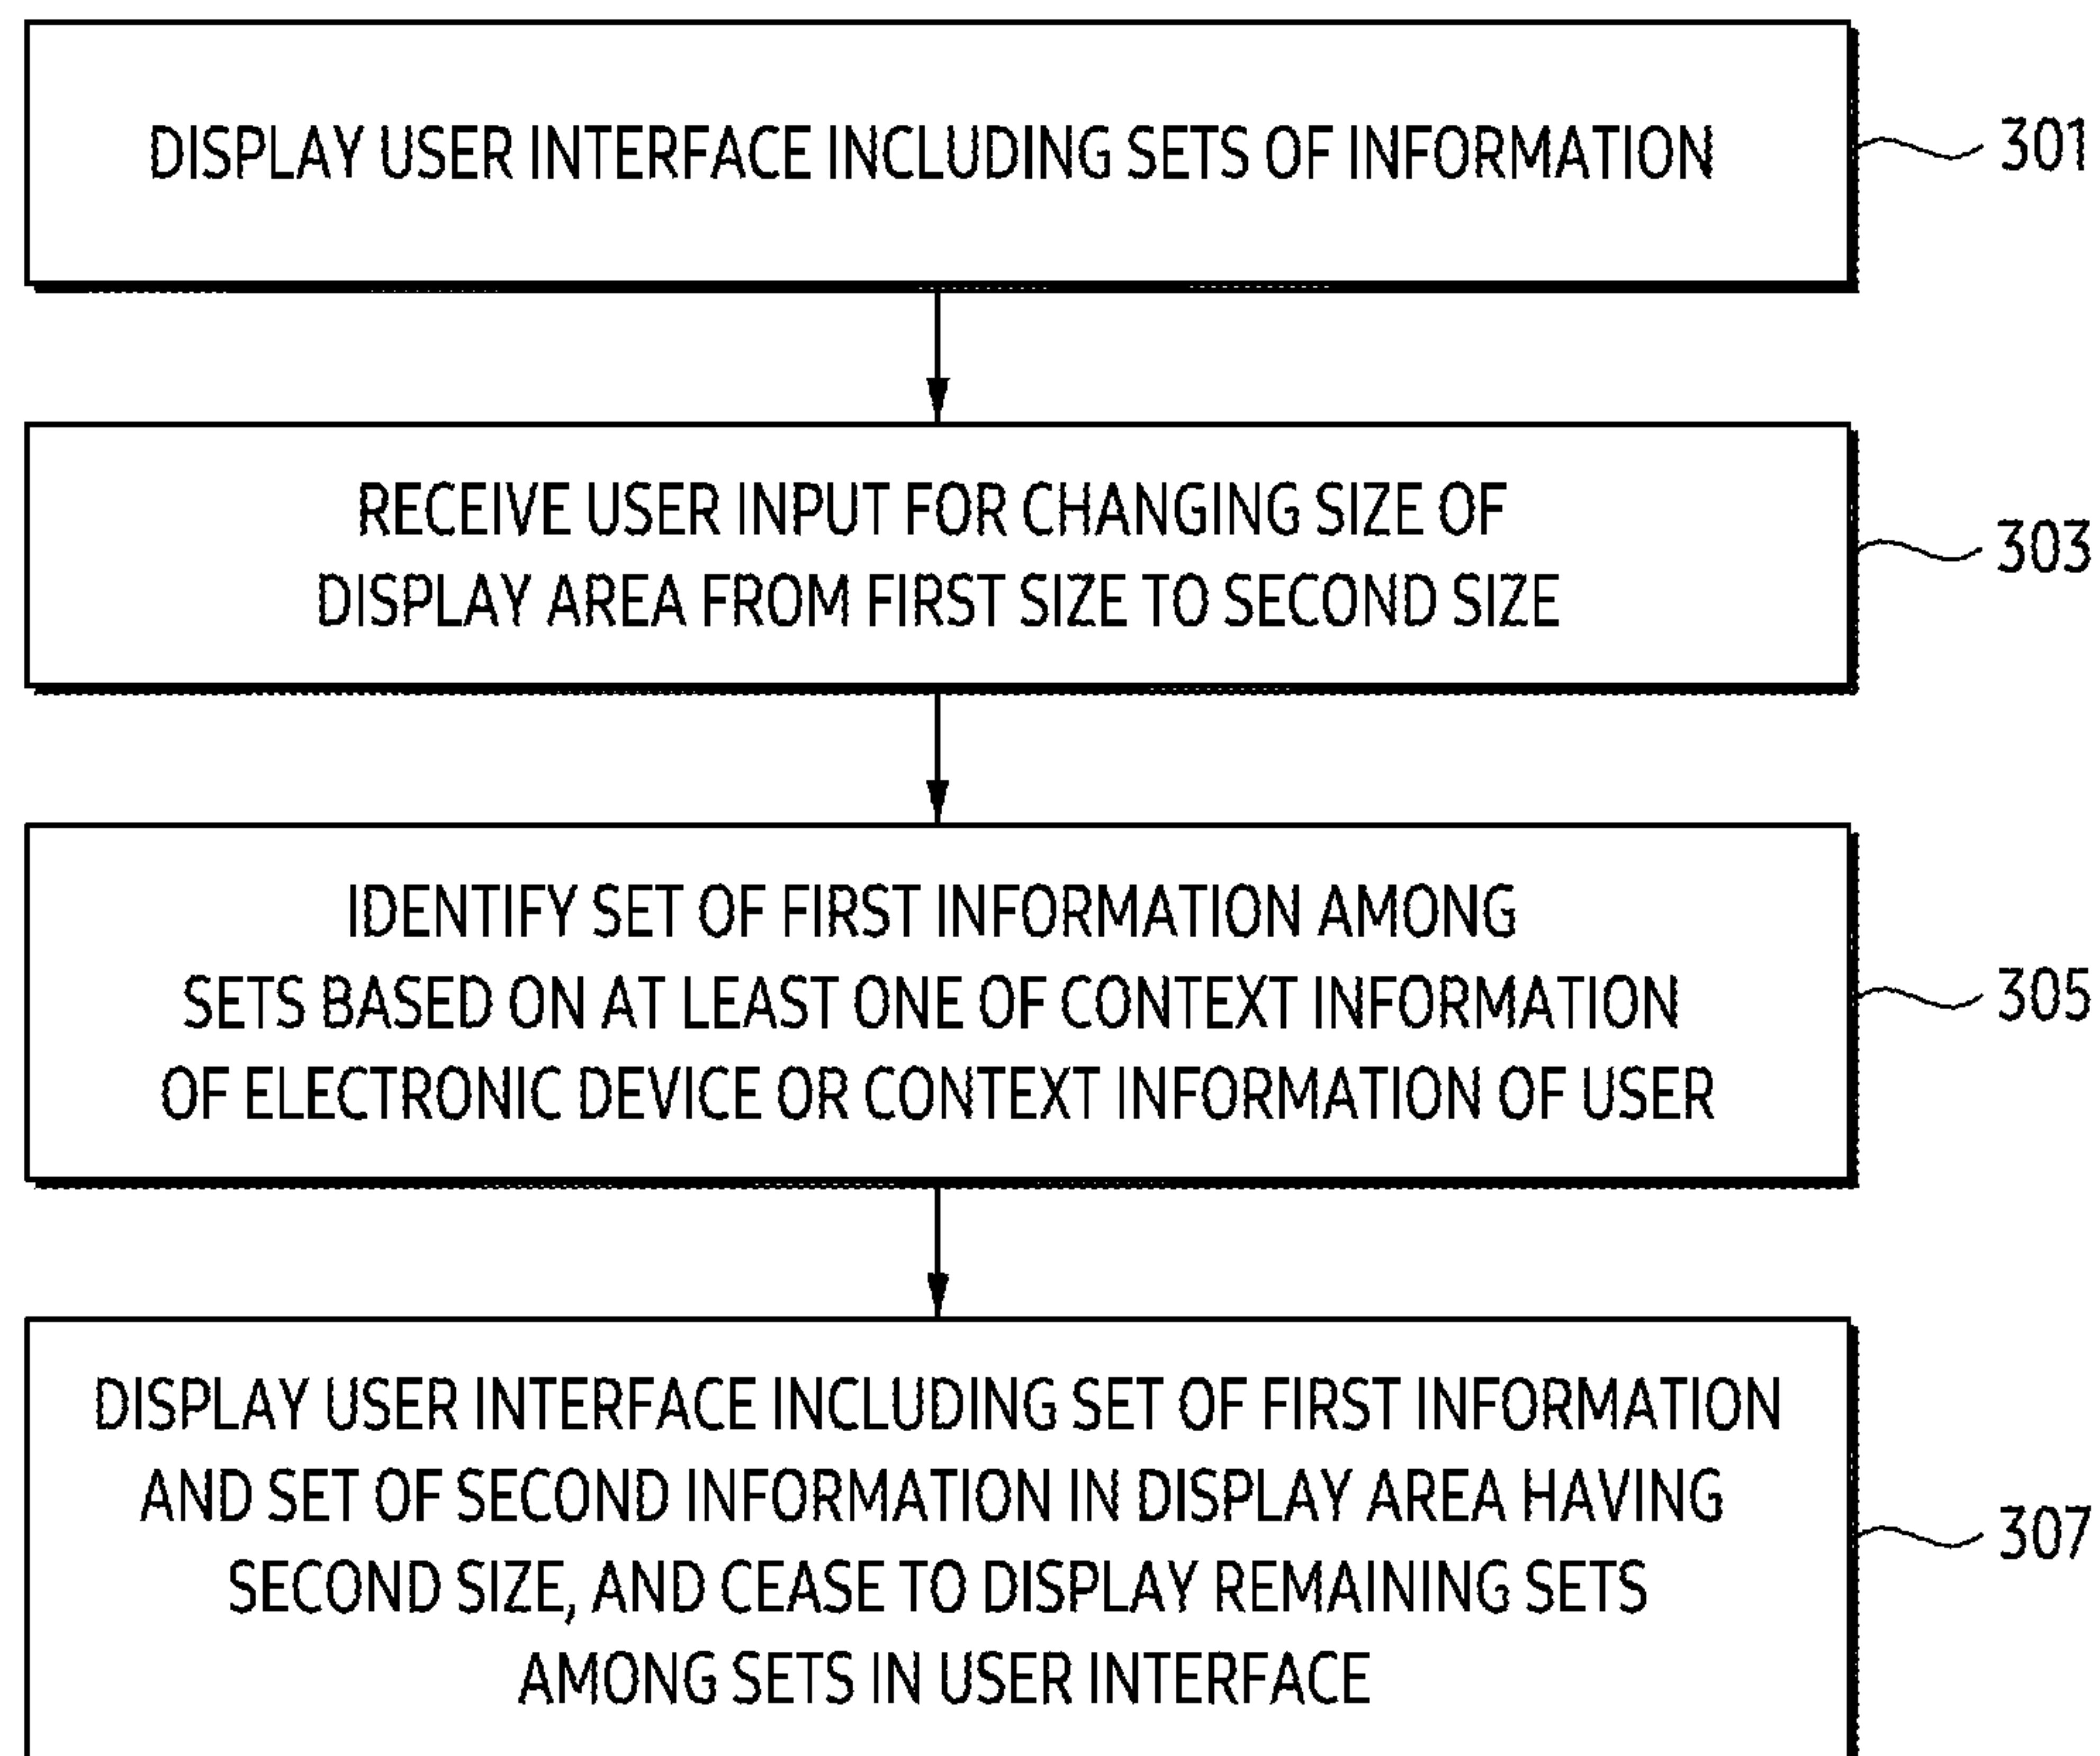 DISPLAY USER INTERFACE INCLUDING SETS OF INFORMATION
301
RECEIVE USER INPUT FOR CHANGING SIZE OF
DISPLAY AREA FROM FIRST SIZE TO SECOND SIZE
303
IDENTIFY SET OF FIRST INFORMATION AMONG
SETS BASED ON AT LEAST ONE OF CONTEXT INFORMATION
OF ELECTRONIC DEVICE OR CONTEXT INFORMATION OF USER
305
DISPLAY USER INTERFACE INCLUDING SET OF FIRST INFORMATION
AND SET OF SECOND INFORMATION IN DISPLAY AREA HAVING
SECOND SIZE, AND CEASE TO DISPLAY REMAINING SETS
AMONG SETS IN USER INTERFACE
307